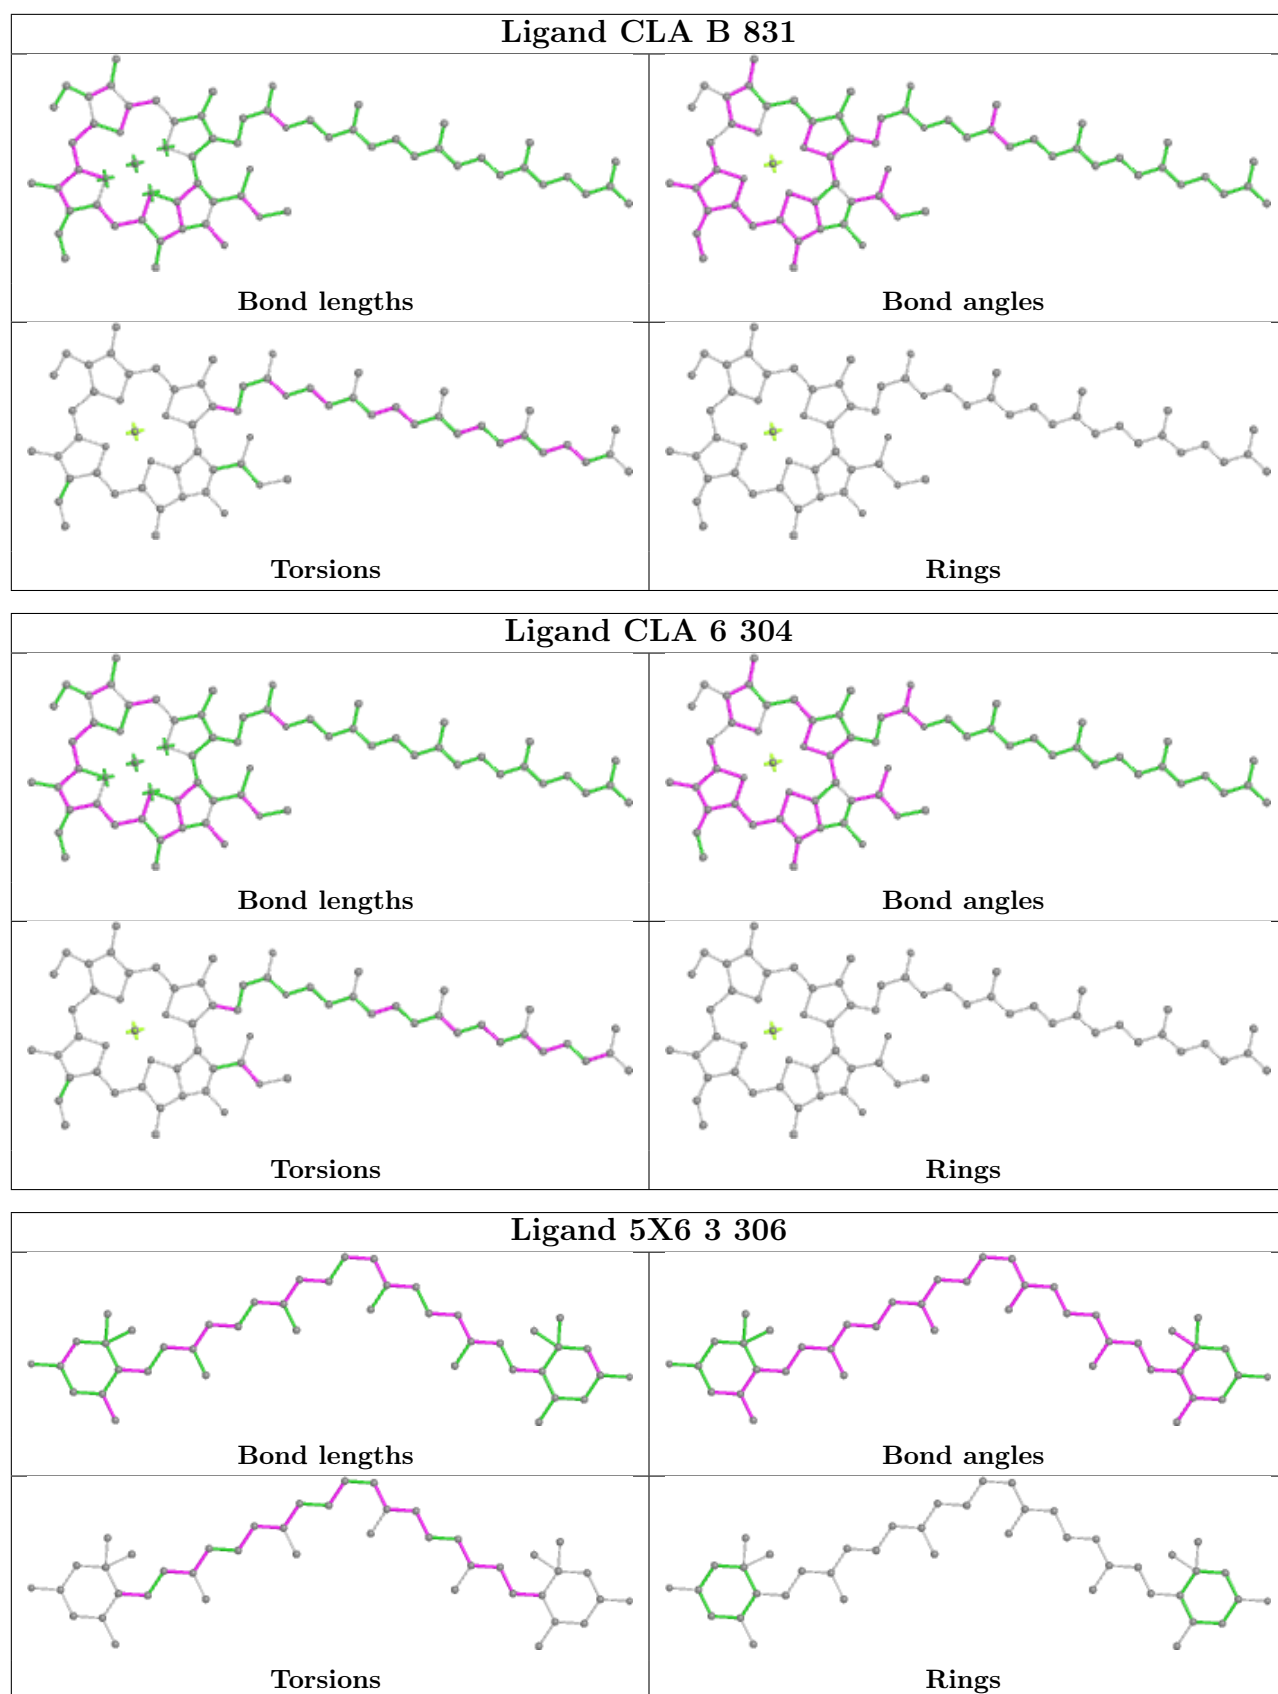 Ligand CLA B 831
Bond lengths
Bond angles
Torsions
Rings
Ligand CLA 6 304
Bond lengths
Bond angles
Torsions
Rings
Ligand 5X6 3 306
Bond lengths
Bond angles
Torsions
Rings